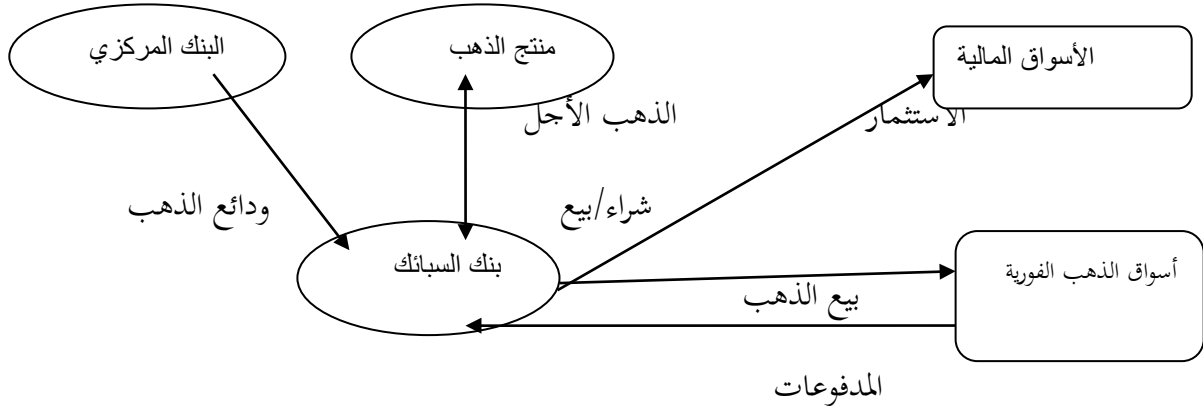 البنك المركزي
منتج الذهب
الأسواق المالية
الذهب الأجل
الاستثمار
ودائع الذهب
شراء/بيع
بنك السبائك
أسواق الذهب الفورية
بيع الذهب
المدفوعات